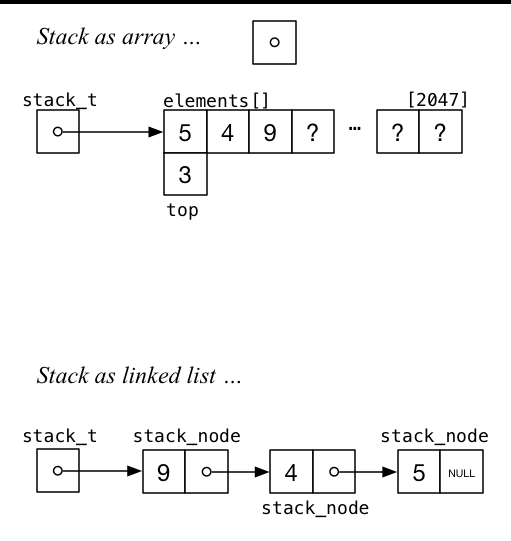 Stack as array ...
stack_t elements[] [2047]
5 4 9 ? ... ? ?
3
top
Stack as linked list ...
stack_t stack_node stack_node
9 4 5 NULL
stack_node